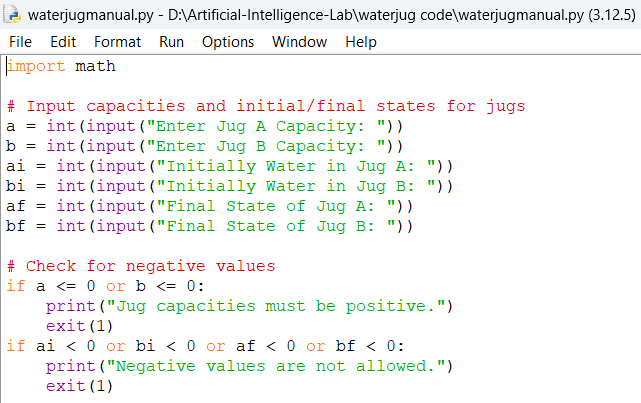 waterjugmanual.py - D:\Artificial-Intelligence-Lab\waterjug code\waterjugmanual.py (3.12.5)
File Edit Format Run Options Window Help
import math
# Input capacities and initial/final states for jugs
a = int(input("Enter Jug A Capacity: "))
b = int(input("Enter Jug B Capacity: "))
ai = int(input("Initially Water in Jug A: "))
bi = int(input("Initially Water in Jug B: "))
af = int(input("Final State of Jug A: "))
bf = int(input("Final State of Jug B: "))
# Check for negative values
if a <= 0 or b <= 0:
    print("Jug capacities must be positive.")
    exit(1)
if ai < 0 or bi < 0 or af < 0 or bf < 0:
    print("Negative values are not allowed.")
    exit(1)